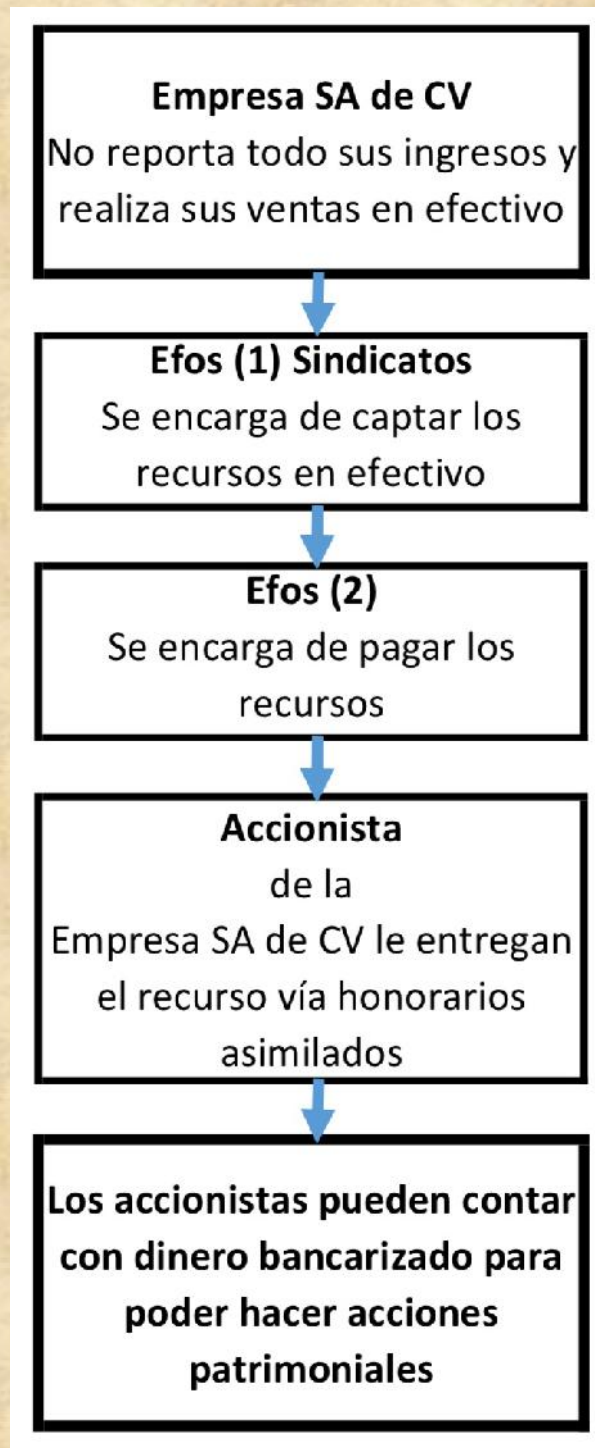 Empresa SA de CV
No reporta todo sus ingresos y
realiza sus ventas en efectivo
Efos (1) Sindicatos
Se encarga de captar los
recursos en efectivo
Efos (2)
Se encarga de pagar los
recursos
Accionista
de la
Empresa SA de CV le entregan
el recurso vía honorarios
asimilados
Los accionistas pueden contar
con dinero bancarizado para
poder hacer acciones
patrimoniales